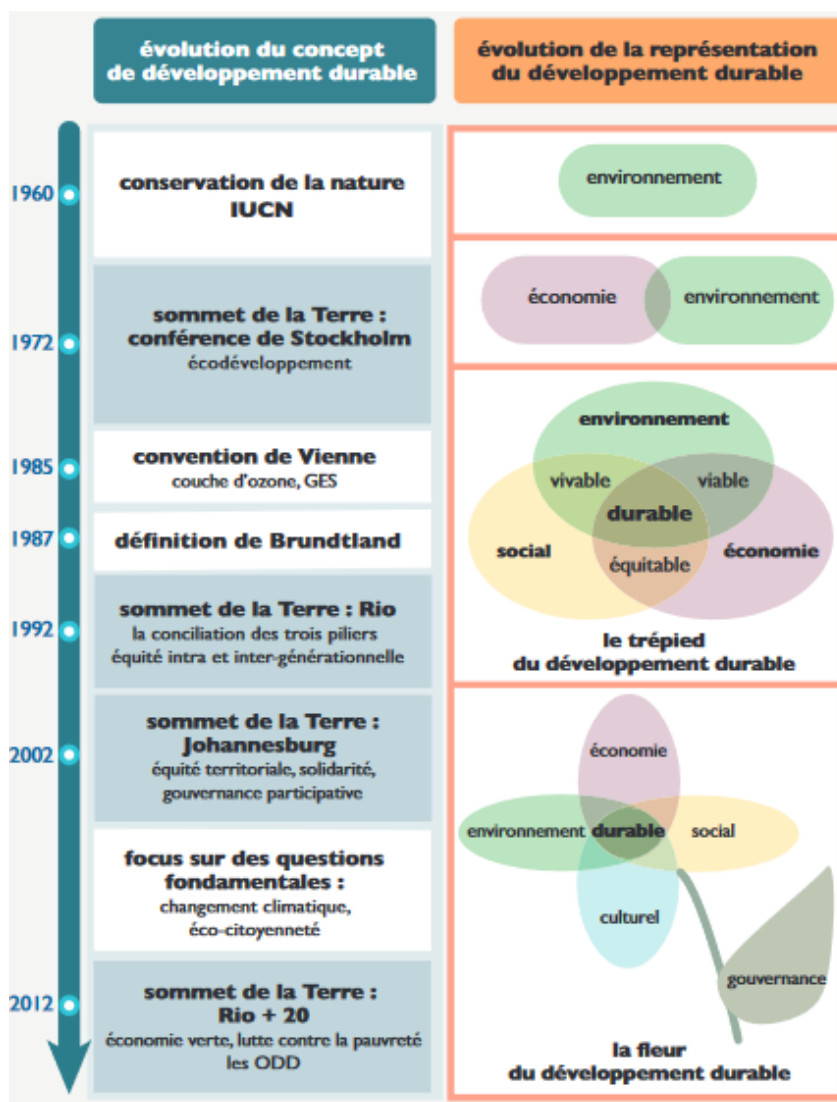 évolution du concept
de développement durable
évolution de la représentation
du développement durable
1960
conservation de la nature
IUCN
environnement
1972
sommet de la Terre :
conférence de Stockholm
écodéveloppement
économie
environnement
1985
convention de Vienne
couche d'ozone, GES
1987
définition de Brundtland
1992
sommet de la Terre : Rio
la conciliation des trois piliers
équité intra et inter-générationnelle
environnement
vivable
viable
durable
social
économie
équitable
le trépied
du développement durable
2002
sommet de la Terre :
Johannesburg
équité territoriale, solidarité,
gouvernance participative
focus sur des questions
fondamentales :
changement climatique,
éco-citoyenneté
2012
sommet de la Terre :
Rio + 20
économie verte, lutte contre la pauvreté
les ODD
économie
environnement
durable
social
culturel
gouvernance
la fleur
du développement durable